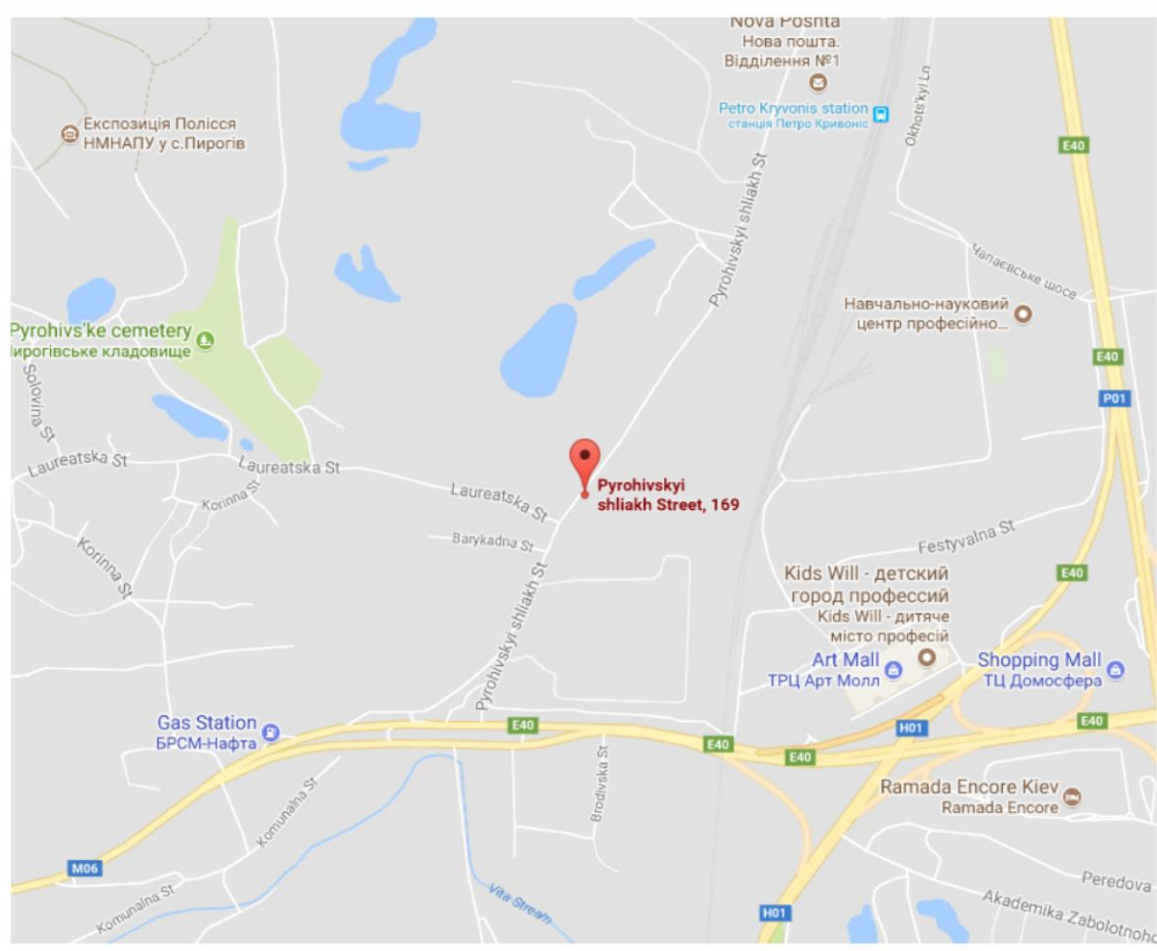 Nova Poshta
Нова пошта.
Відділення №1
Petro Kryvonis station
станція Петро Кривоніс
Okhots'kyi Ln
E40
Експозиція Полісся
НМНАПУ у с.Пирогів
Pyrohivskyi shliakh St
Чапаєвське шосе
Навчально-науковий
центр професійно...
Pyrohivs'ke cemetery
Пирогівське кладовище
E40
P01
Solovina St
Laureatska St
Laureatska St
Korinna St
Laureatska St
Pyrohivskyi
shliakh Street, 169
Barykadna St
Festyvalna St
Korinna St
E40
Kids Will - детский
город профессий
Kids Will - дитяче
місто професій
Pyrohivskyi shliakh St
Art Mall
ТРЦ Арт Молл
Shopping Mall
ТЦ Домосфера
Gas Station
БРСМ-Нафта
E40
E40
E40
H01
E40
Brodivska St
Komunalna St
Ramada Encore Kiev
Ramada Encore
M06
Komunalna St
Vita Stream
H01
Peredova
Akademika Zabolotnoho